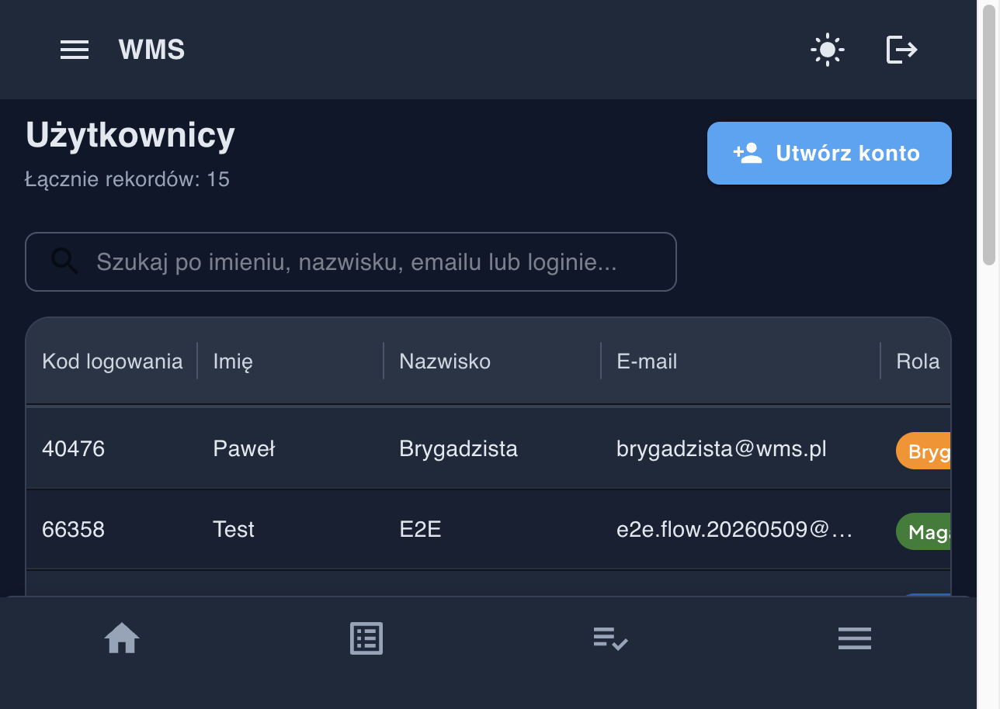 WMS
Użytkownicy
Łącznie rekordów: 15
Utwórz konto
Szukaj po imieniu, nazwisku, emailu lub loginie...
Kod logowania Imię Nazwisko E-mail Rola
40476 Paweł Brygadzista brygadzista@wms.pl Bryg
66358 Test E2E e2e.flow.20260509@... Mag